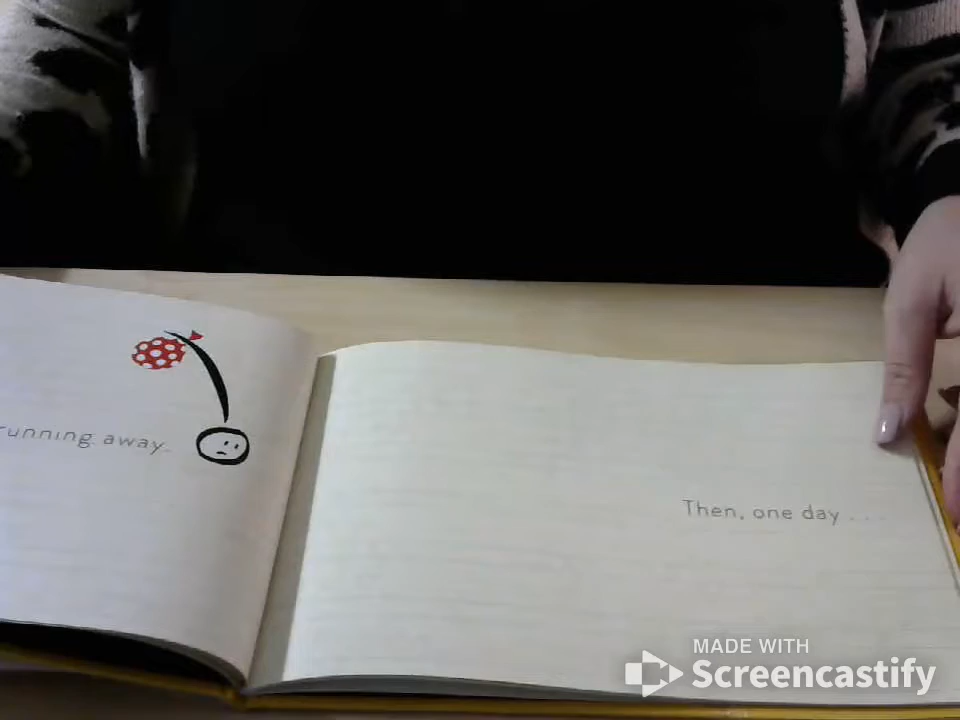 running away.
Then, one day . . .
MADE WITH
Screencastify